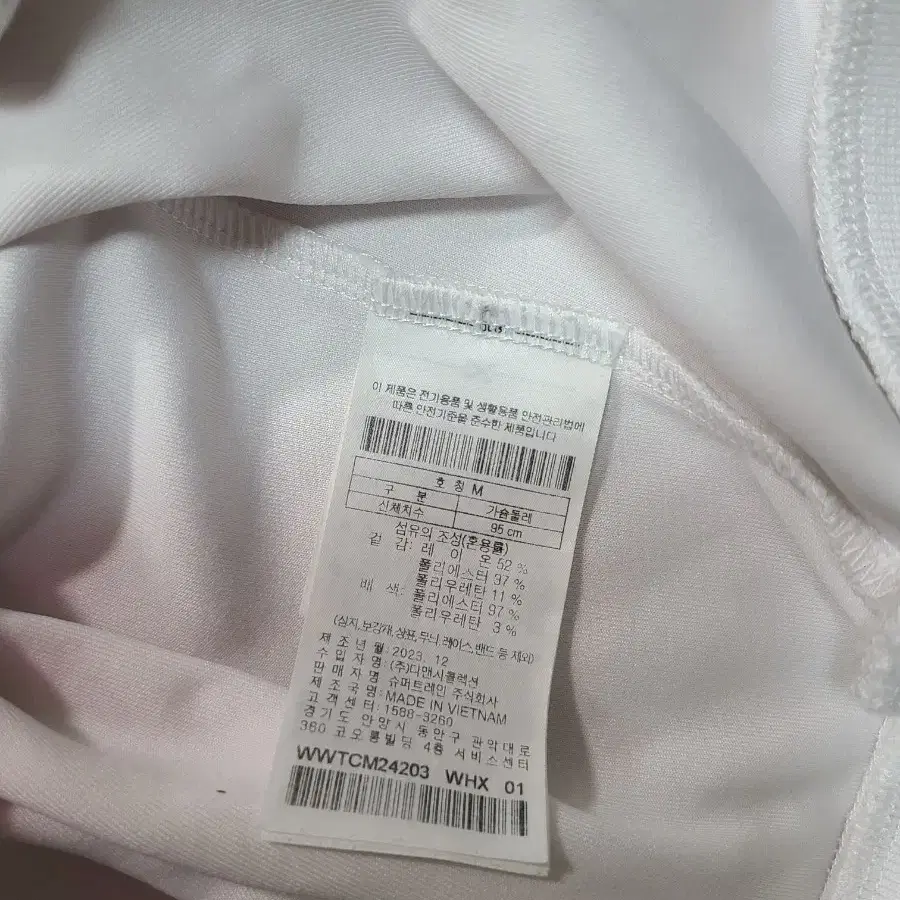 이 제품은 전기용품 및 생활용품 안전관리법에
따른 안전기준을 준수한 제품입니다
호 칭 M
구 분 가슴둘레
신체치수 95 cm
섬유의 조성(혼용률)
겉 감: 레 이 온 52 %
폴리에스터 37 %
폴리우레탄 11 %
배 색: 폴리에스터 97 %
폴리우레탄 3 %
(심지,보강재,상표,무늬,레이스,밴드 등 제외)
제 조 년 월: 2023. 12
수 입 자 명: (주)디앤시콜렉션
판 매 자 명: 슈퍼트레인 주식회사
제 조 국 명: MADE IN VIETNAM
고 객 센 터: 1588-3260
경 기 도 안 양 시 동 안 구 관 악 대 로
360 코 오 롱 빌 딩 4 층 서 비 스 센 터
WWTCM24203 WHX 01